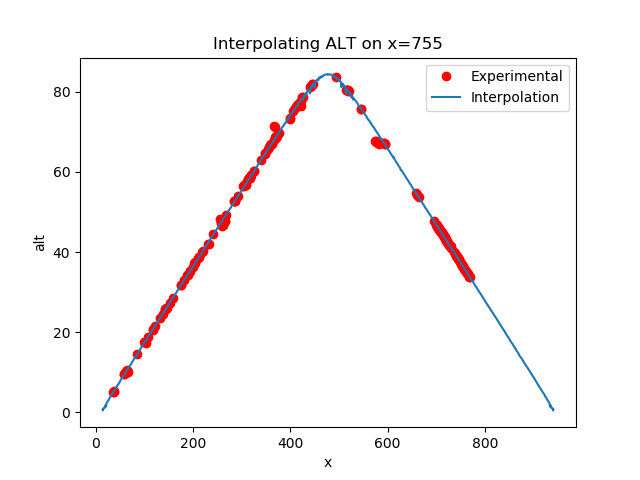 Interpolating ALT on x=755
Experimental
Interpolation
80
60
40
20
0
alt
0 200 400 600 800
x